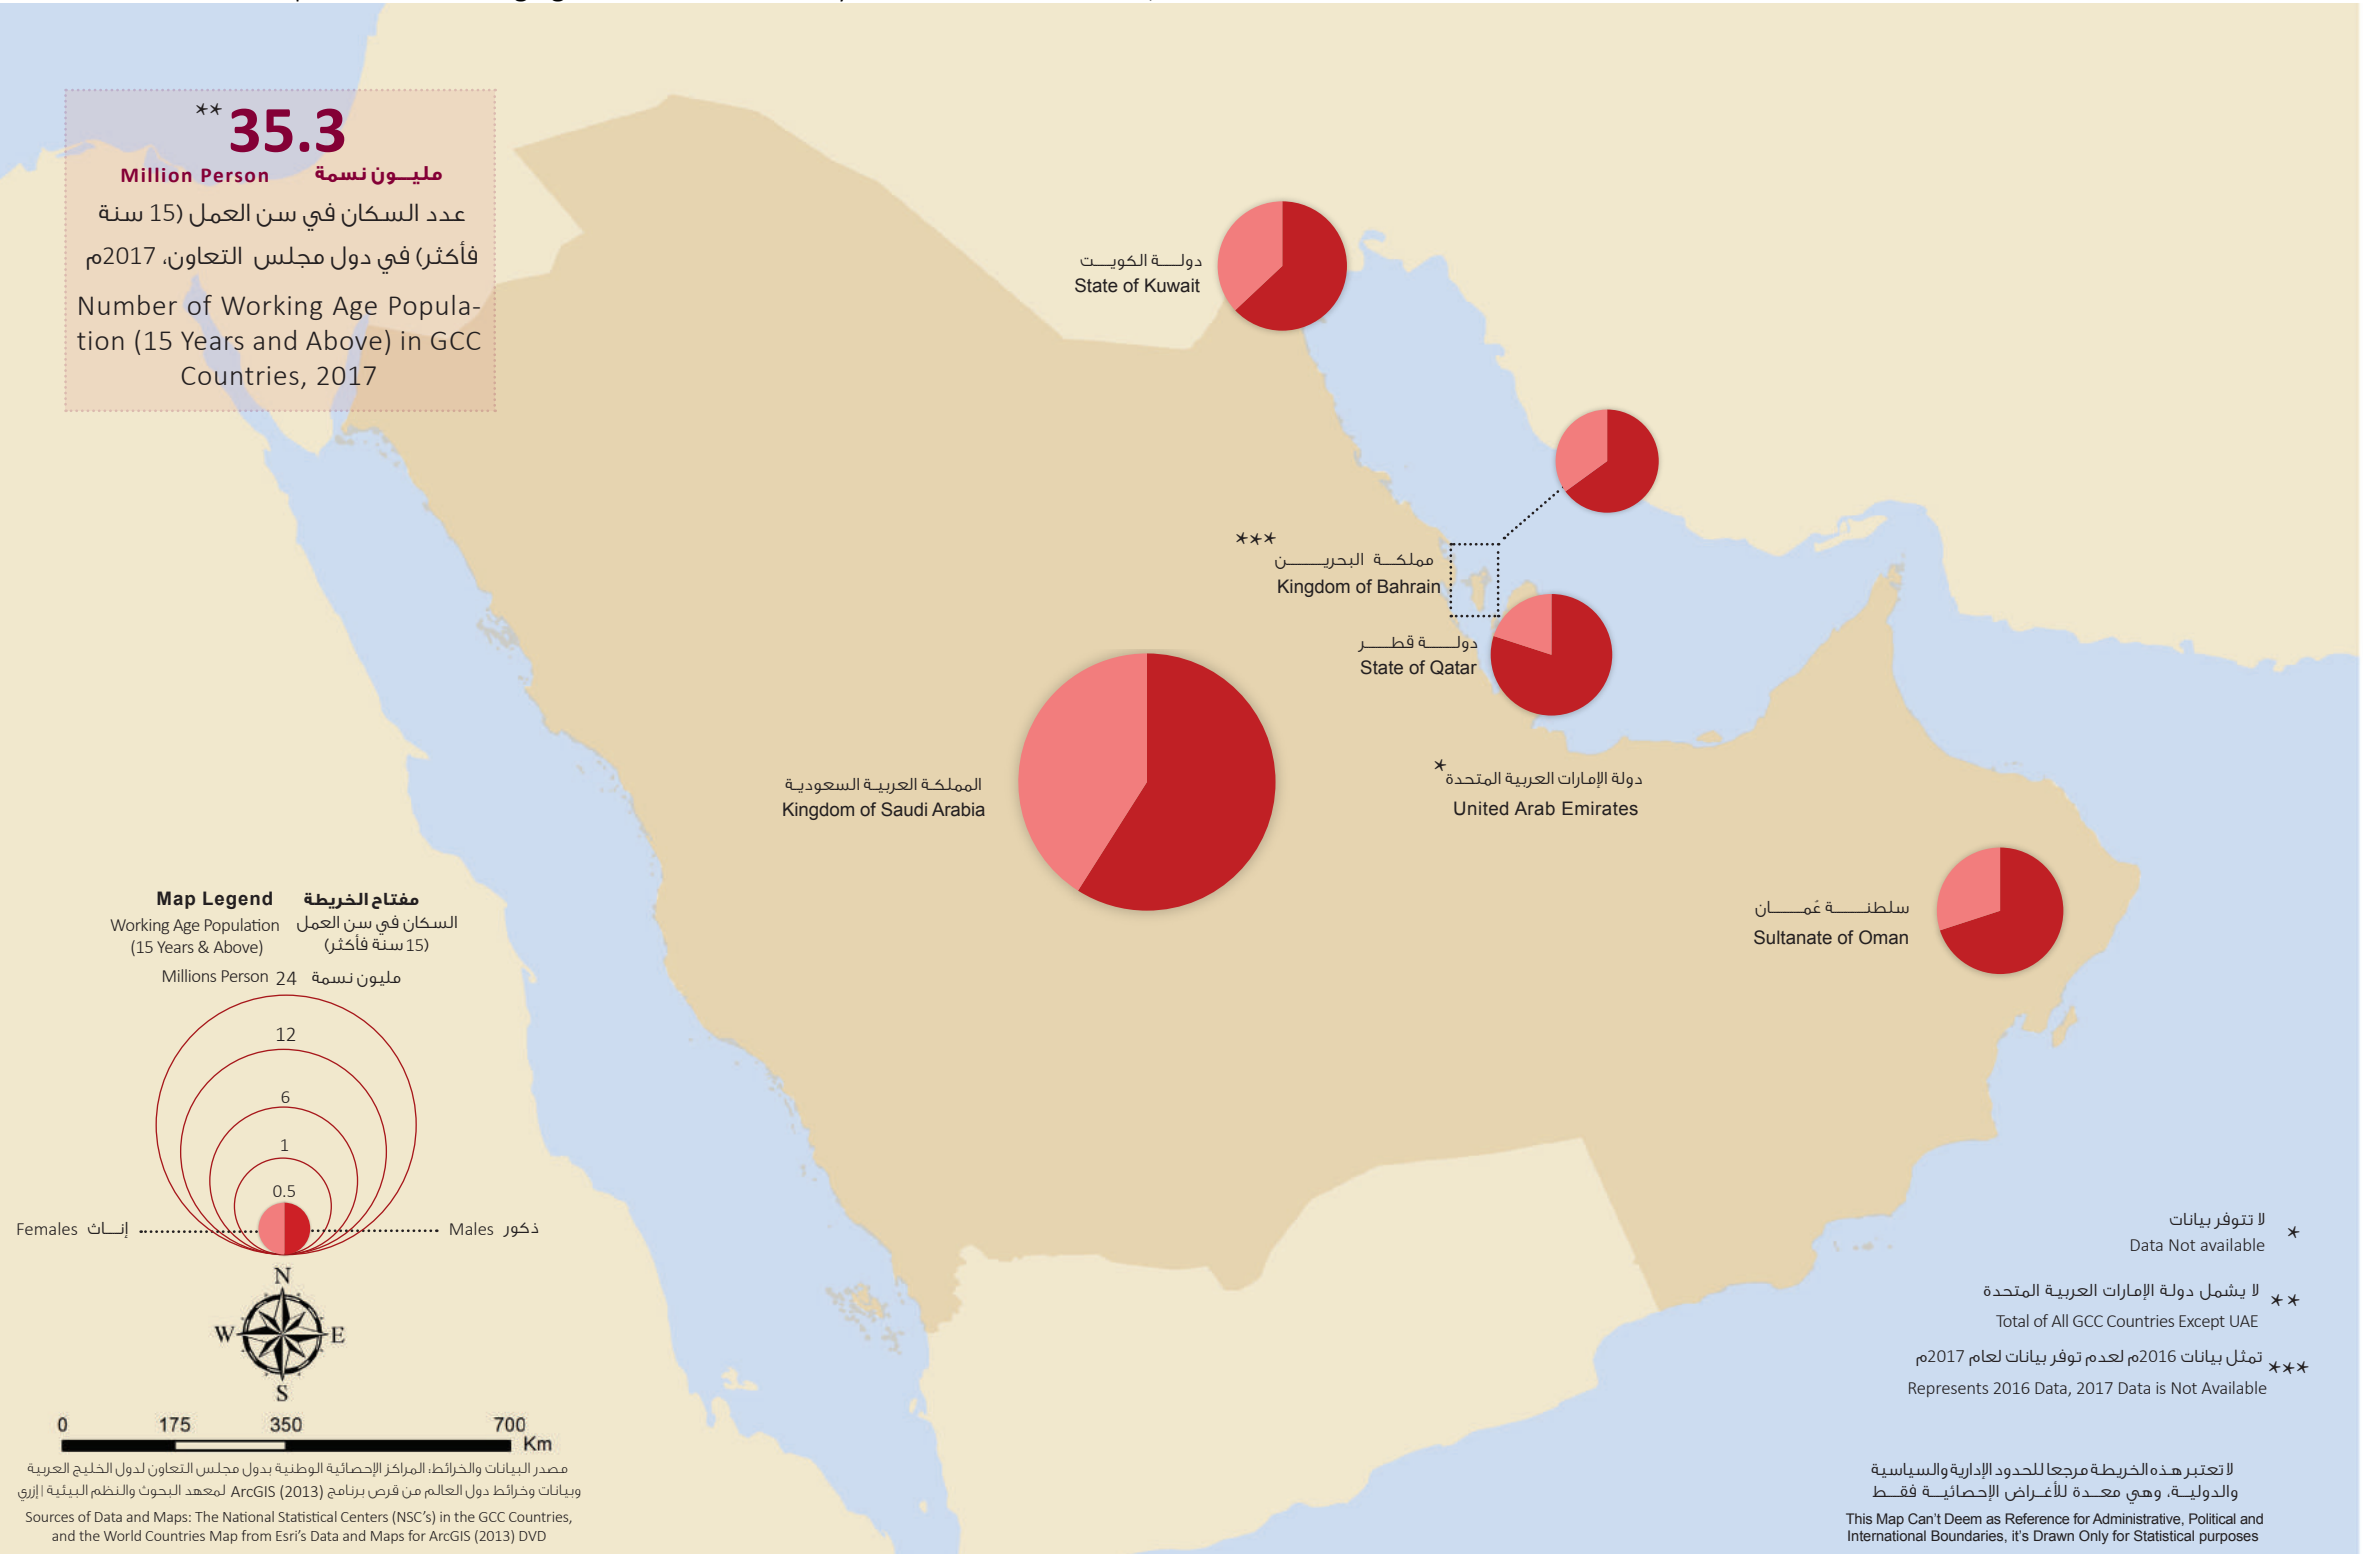 **35.3
مليــون نسمة
Million Person
عدد السكان في سن العمل (15 سنة
فأكثر) في دول مجلس التعاون، 2017م
Number of Working Age Popula-
tion (15 Years and Above) in GCC
Countries, 2017
دولــة الكويــت
State of Kuwait
***
مملكــة البحريــــن
Kingdom of Bahrain
دولـــة قطـــر
State of Qatar
المملكـة العربيـة السعوديـة
Kingdom of Saudi Arabia
دولة الإمارات العربية المتحدة*
United Arab Emirates
سلطنـــة عُمـــان
Sultanate of Oman
مفتاح الخريطة
Map Legend
السكان في سن العمل
(15 سنة فأكثر)
Working Age Population
(15 Years & Above)
Millions Person 24 مليون نسمة
12
6
1
0.5
Females إنــاث
Males ذكور
N
W E
S
0 175 350 700
Km
مصدر البيانات والخرائط: المراكز الإحصائية الوطنية بدول مجلس التعاون لدول الخليج العربية
وبيانات وخرائط دول العالم من قرص برنامج ArcGIS (2013) لمعهد البحوث والنظم البيئية | إزري
Sources of Data and Maps: The National Statistical Centers (NSC's) in the GCC Countries,
and the World Countries Map from Esri's Data and Maps for ArcGIS (2013) DVD
* لا تتوفر بيانات
Data Not available
** لا يشمل دولة الإمارات العربية المتحدة
Total of All GCC Countries Except UAE
*** تمثل بيانات 2016م لعدم توفر بيانات لعام 2017م
Represents 2016 Data, 2017 Data is Not Available
لا تعتبر هذه الخريطة مرجعا للحدود الإدارية والسياسية
والدوليـة، وهي معـدة للأغـراض الإحصائيـة فقـط
This Map Can't Deem as Reference for Administrative, Political and
International Boundaries, it's Drawn Only for Statistical purposes